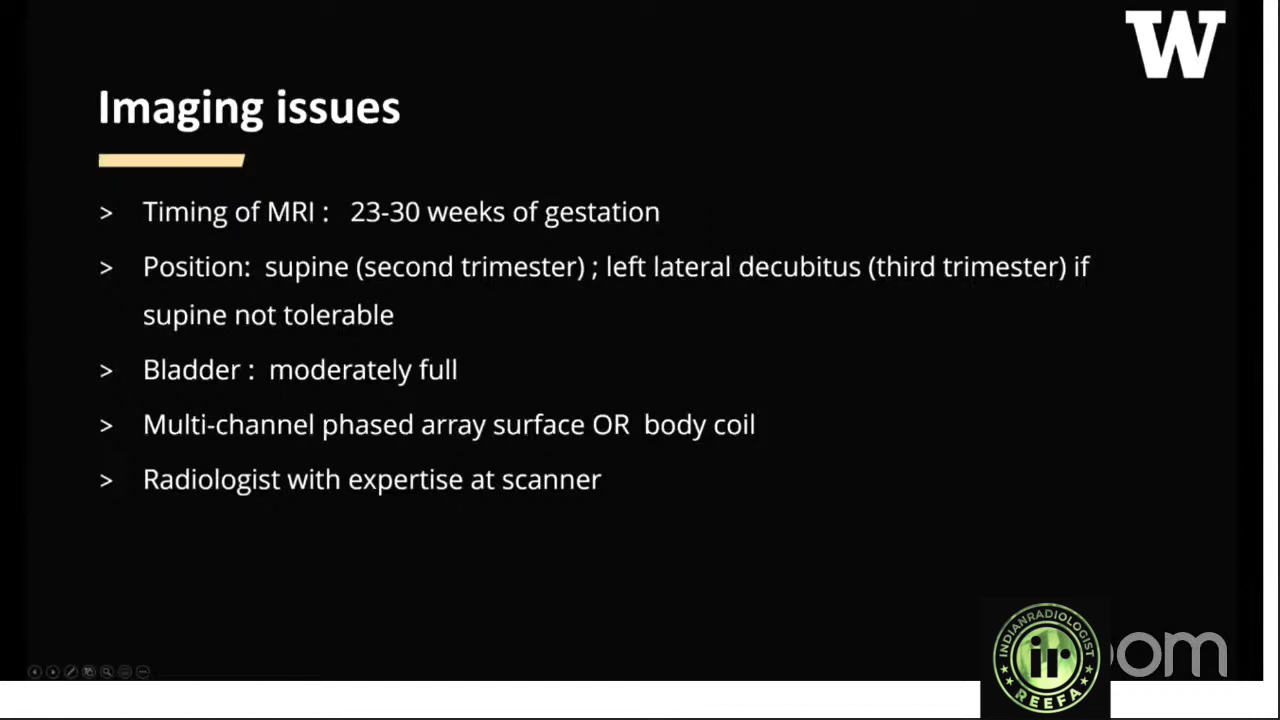 W
Imaging issues
> Timing of MRI : 23-30 weeks of gestation
> Position: supine (second trimester) ; left lateral decubitus (third trimester) if
supine not tolerable
> Bladder : moderately full
> Multi-channel phased array surface OR body coil
> Radiologist with expertise at scanner
INDIANRADIOLOGIST
ir
REEFA
oom